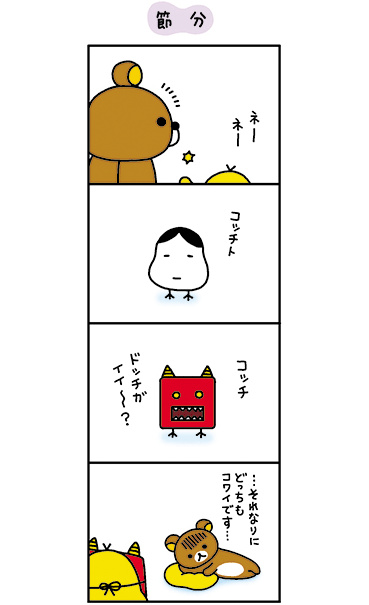 節分
ネー
ネー
コッチト
コッチ
ドッチガ
イイ〜?
…それなりに
どっちも
コワイです…